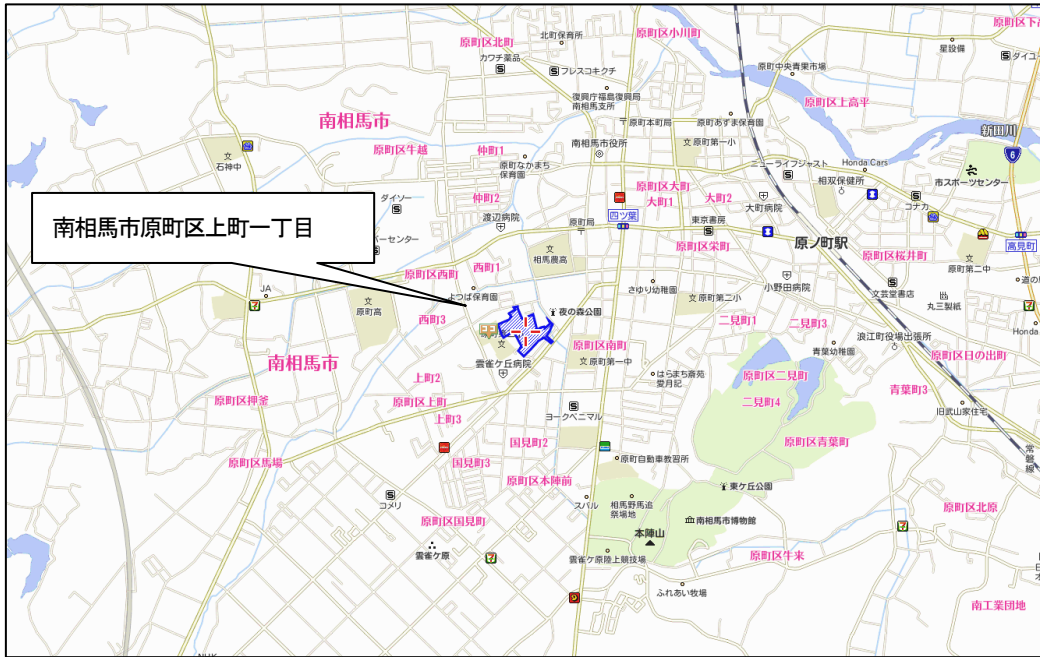 北町保育所
原町区北町
カワチ薬品
フレスコキクチ
原町区小川町
星設備
原町中央青果市場
復興庁福島復興局
南相馬支所
原町区上高平
新田川
6
南相馬市
原町本町局
原町あずま保育園
南相馬市役所
原町第一小
原町区牛越
仲町1
原町なかまち
保育園
石神中
ニューライフジャスト
Honda Cars
相双保健所
市スポーツセンター
原町区大町
大町1
大町2
大町病院
コナカ
ダイソー
仲町2
渡辺病院
原町局
四ツ葉
東京書房
原町区栄町
原ノ町駅
高見町
南相馬市原町区上町一丁目
相馬農高
原町区桜井町
原町第二中
原町区西町
西町1
よつば保育園
さゆり幼稚園
小野田病院
文芸堂書店
丸三製紙
JA
原町高
西町3
夜の森公園
原町第二小
二見町1
二見町3
浪江町役場出張所
Honda
南相馬市
雲雀ケ丘病院
原町区南町
原町第一中
青葉幼稚園
原町区日の出町
上町2
はらまち斎苑
愛月記
原町区二見町
二見町4
青葉町3
原町区押釜
原町区上町
上町3
ヨークベニマル
旧武山家住宅
国見町2
原町区青葉町
常磐線
原町区馬場
国見町3
原町自動車教習所
原町区本陣前
東ケ丘公園
コメリ
スバル
相馬野馬追
祭場地
原町区北原
原町区国見町
南相馬市博物館
本陣山
雲雀ケ原
雲雀ケ原陸上競技場
原町区牛来
ふれあい牧場
南工業団地